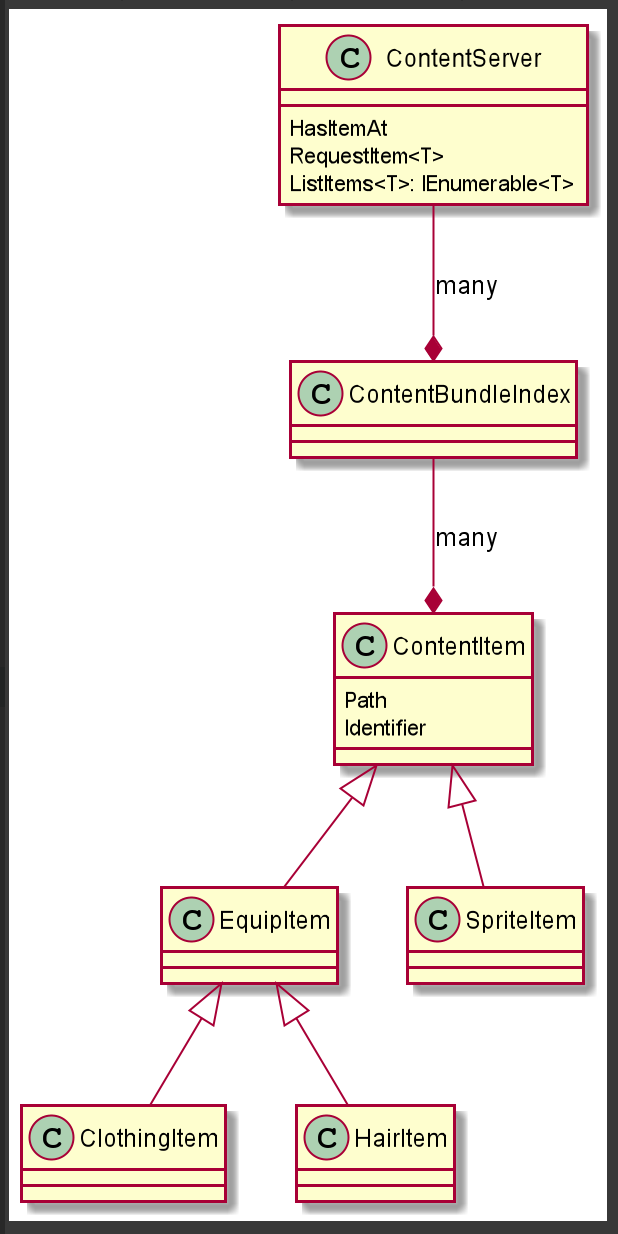 C ContentServer
HasItemAt
RequestItem<T>
ListItems<T>: IEnumerable<T>
many
C ContentBundleIndex
many
C ContentItem
Path
Identifier
C EquipItem
C SpriteItem
C ClothingItem
C HairItem